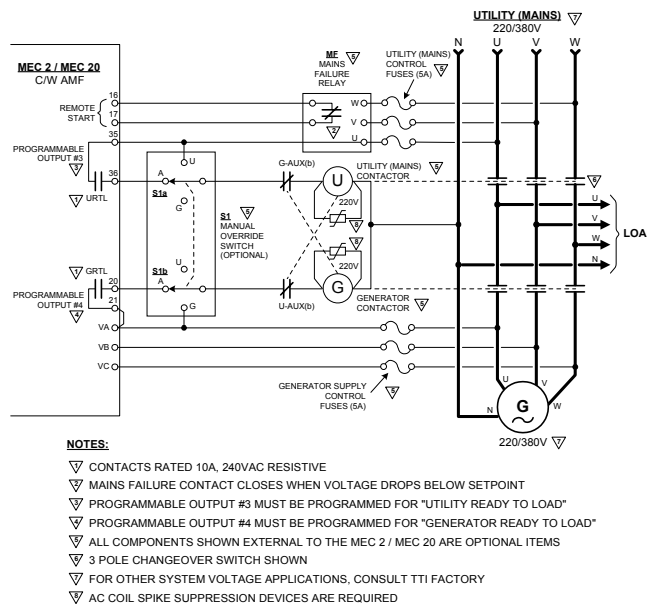 UTILITY (MAINS) 7
220/380V
N U V W
MEC 2 / MEC 20
C/W AMF
MF 5
MAINS
FAILURE
RELAY
UTILITY (MAINS)
CONTROL
FUSES (5A) 5
REMOTE
START
16
17
35
W
V
U
2
PROGRAMMABLE
OUTPUT #3
3
36
1 URTL
U
A
S1a
G
S1 5
MANUAL
OVERRIDE
SWITCH
(OPTIONAL)
G-AUX(b)
U
220V
8
UTILITY (MAINS) 5
CONTACTOR
6
U
V
W
N
LOA
1 GRTL
20
21
PROGRAMMABLE
OUTPUT #4
4
U
S1b
A
G
U-AUX(b)
8
220V
G
GENERATOR
CONTACTOR 5
VA
VB
VC
GENERATOR SUPPLY
CONTROL
FUSES (5A) 5
U V
N G W
220/380V 7
NOTES:
1 CONTACTS RATED 10A, 240VAC RESISTIVE
2 MAINS FAILURE CONTACT CLOSES WHEN VOLTAGE DROPS BELOW SETPOINT
3 PROGRAMMABLE OUTPUT #3 MUST BE PROGRAMMED FOR "UTILITY READY TO LOAD"
4 PROGRAMMABLE OUTPUT #4 MUST BE PROGRAMMED FOR "GENERATOR READY TO LOAD"
5 ALL COMPONENTS SHOWN EXTERNAL TO THE MEC 2 / MEC 20 ARE OPTIONAL ITEMS
6 3 POLE CHANGEOVER SWITCH SHOWN
7 FOR OTHER SYSTEM VOLTAGE APPLICATIONS, CONSULT TTI FACTORY
8 AC COIL SPIKE SUPPRESSION DEVICES ARE REQUIRED